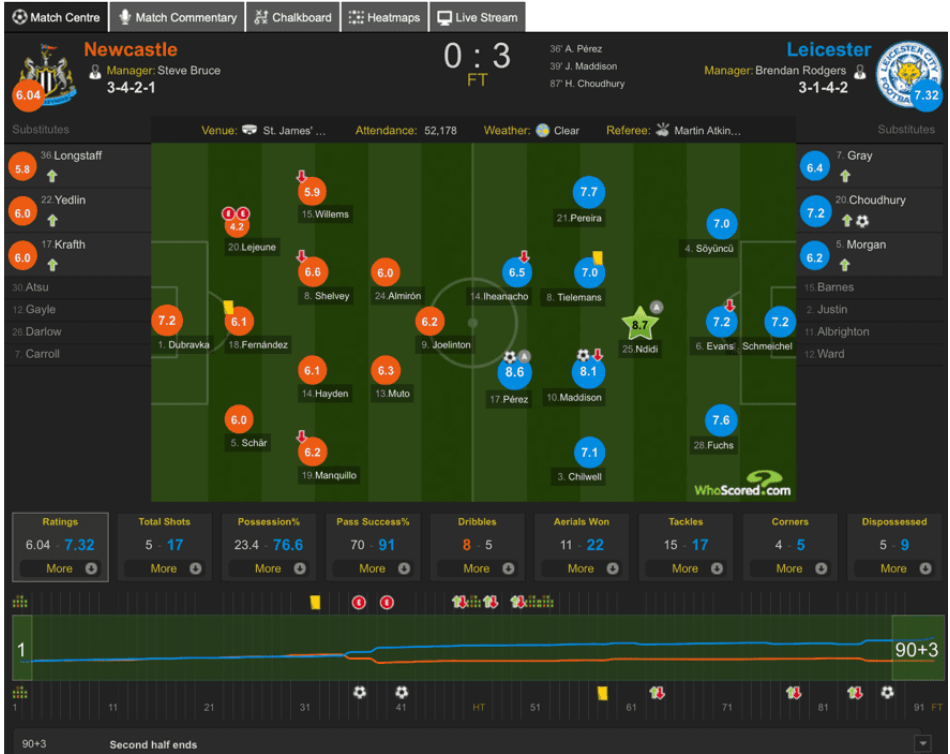 Match Centre Match Commentary Chalkboard Heatmaps Live Stream
Newcastle
Manager: Steve Bruce
3-4-2-1
6.04
0 : 3
FT
36' A. Pérez
39' J. Maddison
87' H. Choudhury
Leicester
Manager: Brendan Rodgers
3-1-4-2
7.32
Substitutes
Venue: St. James' ... Attendance: 52,178 Weather: Clear Referee: Martin Atkin...
Substitutes
5.8 36.Longstaff
6.0 22.Yedlin
6.0 17.Krafth
30.Atsu
12.Gayle
26.Darlow
7. Carroll
7.2
1. Dubravka
4.2
20.Lejeune
6.1
18.Fernández
6.0
5. Schär
5.9
15.Willems
6.6
8. Shelvey
6.1
14.Hayden
6.2
19.Manquillo
6.0
24.Almirón
6.3
13.Muto
6.2
9. Joelinton
6.5
14.Iheanacho
A
8.6
17.Pérez
7.7
21.Pereira
7.0
8. Tielemans
8.1
10.Maddison
7.1
3. Chilwell
A
8.7
25.Ndidi
7.0
4. Söyüncü
7.2
6. Evans
7.6
28.Fuchs
7.2
Schmeichel
WhoScored.com
6.4 7. Gray
7.2 20.Choudhury
6.2 5. Morgan
15.Barnes
2. Justin
11 Albrighton
12.Ward
Ratings Total Shots Possession% Pass Success% Dribbles Aerials Won Tackles Corners Dispossessed
6.04 - 7.32 5 - 17 23.4 - 76.6 70 - 91 8 - 5 11 - 22 15 - 17 4 - 5 5 - 9
More More More More More More More More More
1 90+3
1 11 21 31 41 HT 51 61 71 81 91 FT
90+3 Second half ends